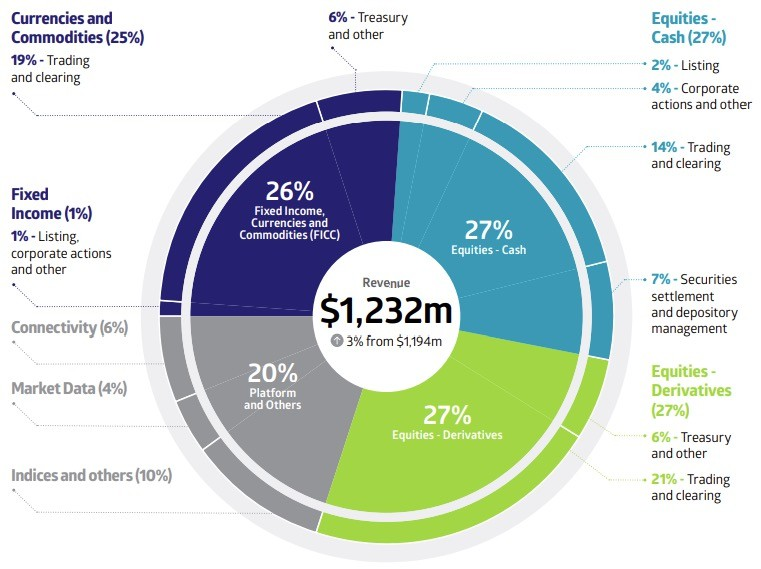 Currencies and
Commodities (25%)
19% - Trading
and clearing
6% - Treasury
and other
Equities -
Cash (27%)
2% - Listing
4% - Corporate
actions and other
14% - Trading
and clearing
7% - Securities
settlement
and depository
management
Fixed
Income (1%)
1% - Listing,
corporate actions
and other
Connectivity (6%)
Market Data (4%)
Indices and others (10%)
26%
Fixed Income,
Currencies and
Commodities (FICC)
27%
Equities - Cash
Revenue
$1,232m
3% from $1,194m
20%
Platform
and Others
27%
Equities - Derivatives
Equities -
Derivatives
(27%)
6% - Treasury
and other
21% - Trading
and clearing